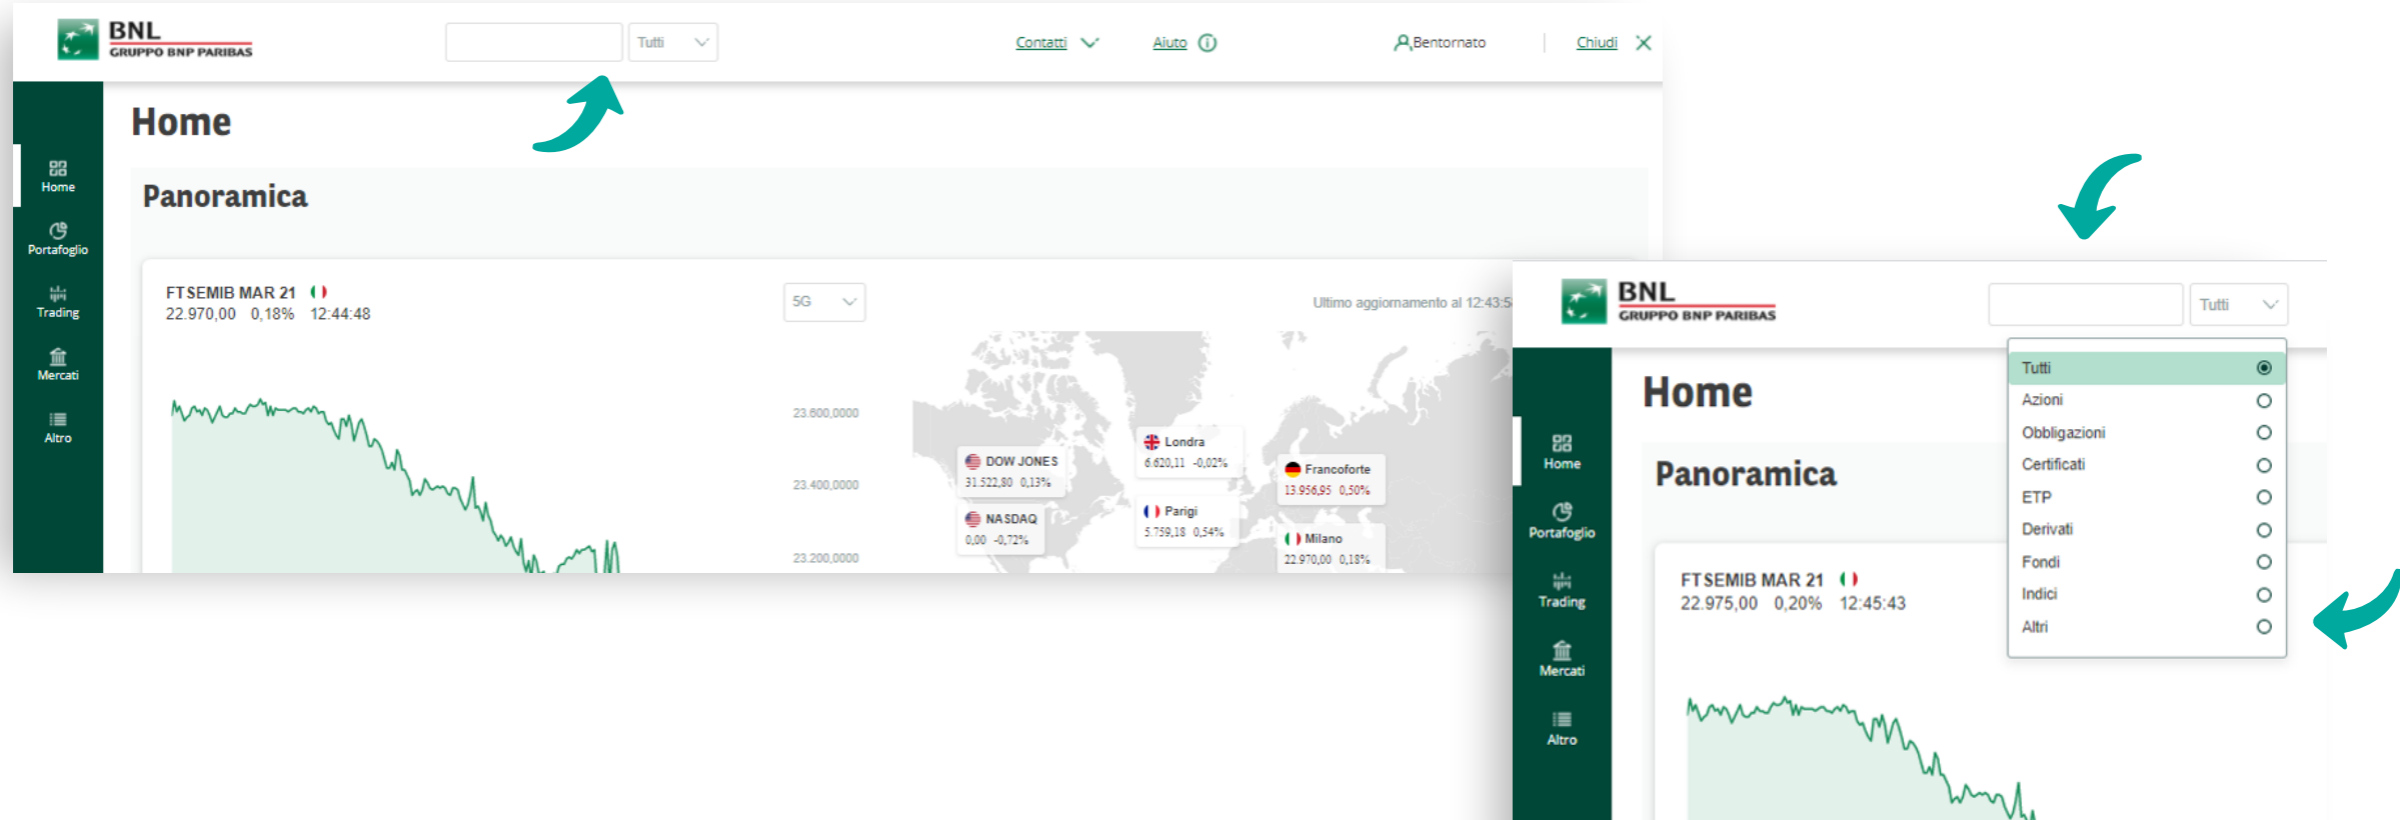 BNL
GRUPPO BNP PARIBAS
Tutti
Contatti
Aiuto
Bentornato
Chiudi
Home
Home
Portafoglio
Trading
Mercati
Altro
Panoramica
FTSEMIB MAR 21
22.970,00 0,18% 12:44:48
5G
Ultimo aggiornamento al 12:43:5
23.600,0000
23.400,0000
23.200,0000
DOW JONES
31.522,80 0,13%
NASDAQ
0,00 -0,72%
Londra
6.620,11 -0,02%
Parigi
5.759,18 0,54%
Francoforte
13.956,95 0,50%
Milano
22.970,00 0,18%
BNL
GRUPPO BNP PARIBAS
Tutti
Tutti
Azioni
Obbligazioni
Certificati
ETP
Derivati
Fondi
Indici
Altri
Home
Home
Portafoglio
Trading
Mercati
Altro
Panoramica
FTSEMIB MAR 21
22.975,00 0,20% 12:45:43